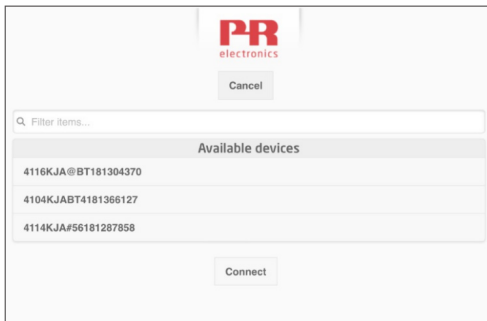 PR
electronics
Cancel
Filter items...
Available devices
4116KJA@BT181304370
4104KJABT4181366127
4114KJA#56181287858
Connect